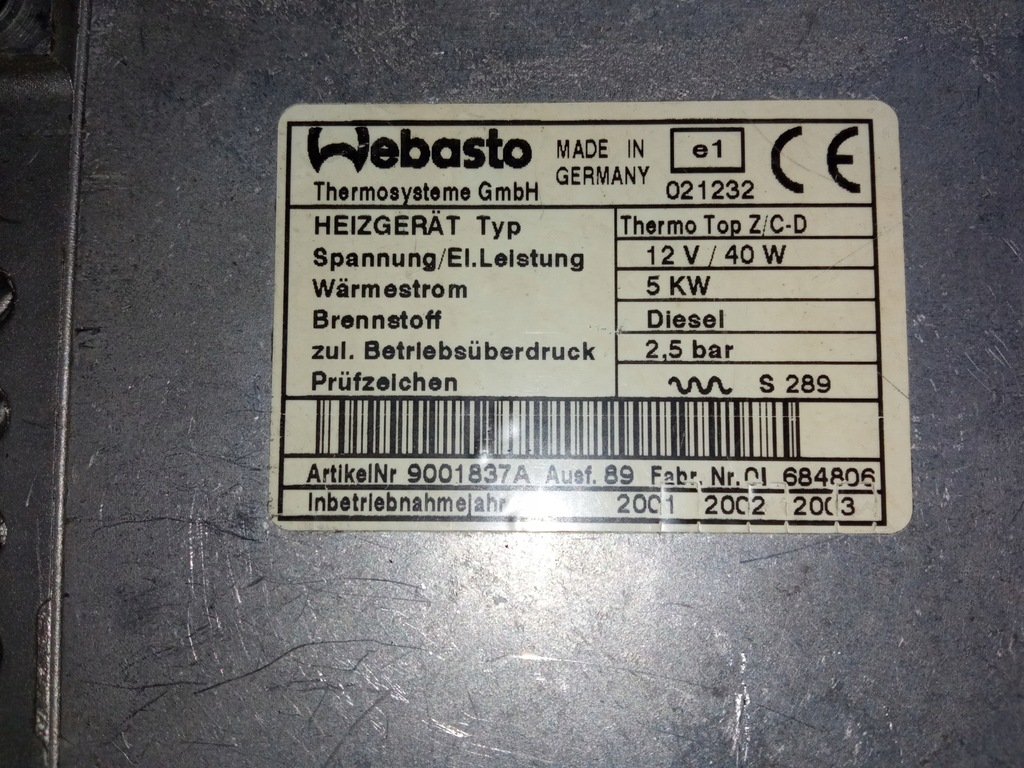 Webasto
Thermosysteme GmbH
MADE IN
GERMANY
e1
021232
CE
HEIZGERÄT Typ Thermo Top Z/C-D
Spannung/El.Leistung 12 V / 40 W
Wärmestrom 5 KW
Brennstoff Diesel
zul. Betriebsüberdruck 2,5 bar
Prüfzeichen S 289
ArtikelNr 9001837A Ausf. 89 Fabr. Nr. 684806
Inbetriebnahmejahr 2001 2002 2003